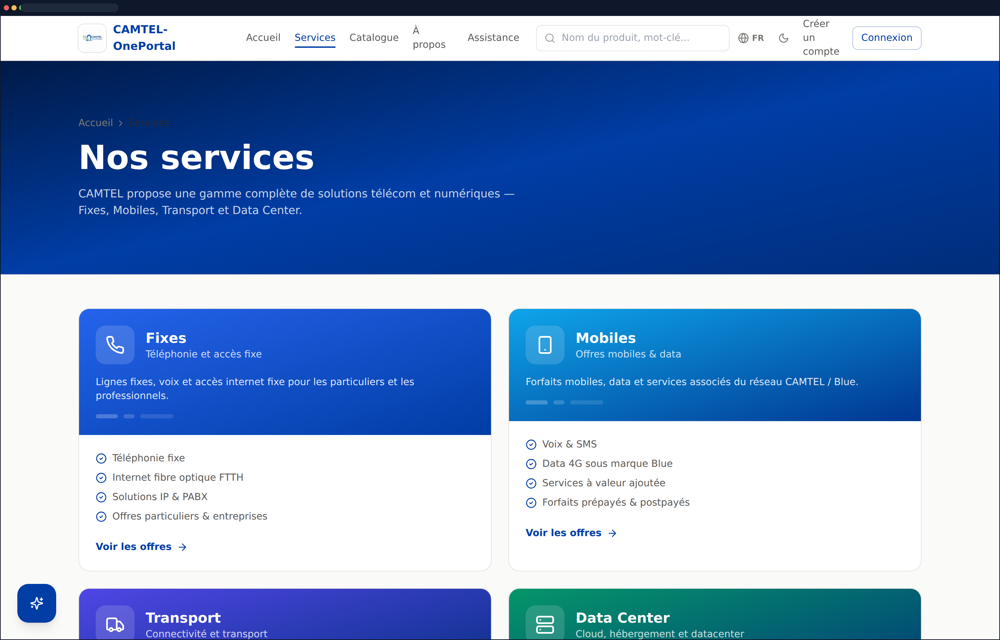 CAMTEL
OnePortal
CAMTEL-
OnePortal
Accueil
Services
Catalogue
À
propos
Assistance
Nom du produit, mot-clé...
FR
Créer
un
compte
Connexion
Accueil > Services
Nos services
CAMTEL propose une gamme complète de solutions télécom et numériques —
Fixes, Mobiles, Transport et Data Center.
Fixes
Téléphonie et accès fixe
Lignes fixes, voix et accès internet fixe pour les particuliers et les
professionnels.
Téléphonie fixe
Internet fibre optique FTTH
Solutions IP & PABX
Offres particuliers & entreprises
Voir les offres
Mobiles
Offres mobiles & data
Forfaits mobiles, data et services associés du réseau CAMTEL / Blue.
Voix & SMS
Data 4G sous marque Blue
Services à valeur ajoutée
Forfaits prépayés & postpayés
Voir les offres
Transport
Connectivité et transport
Data Center
Cloud, hébergement et datacenter